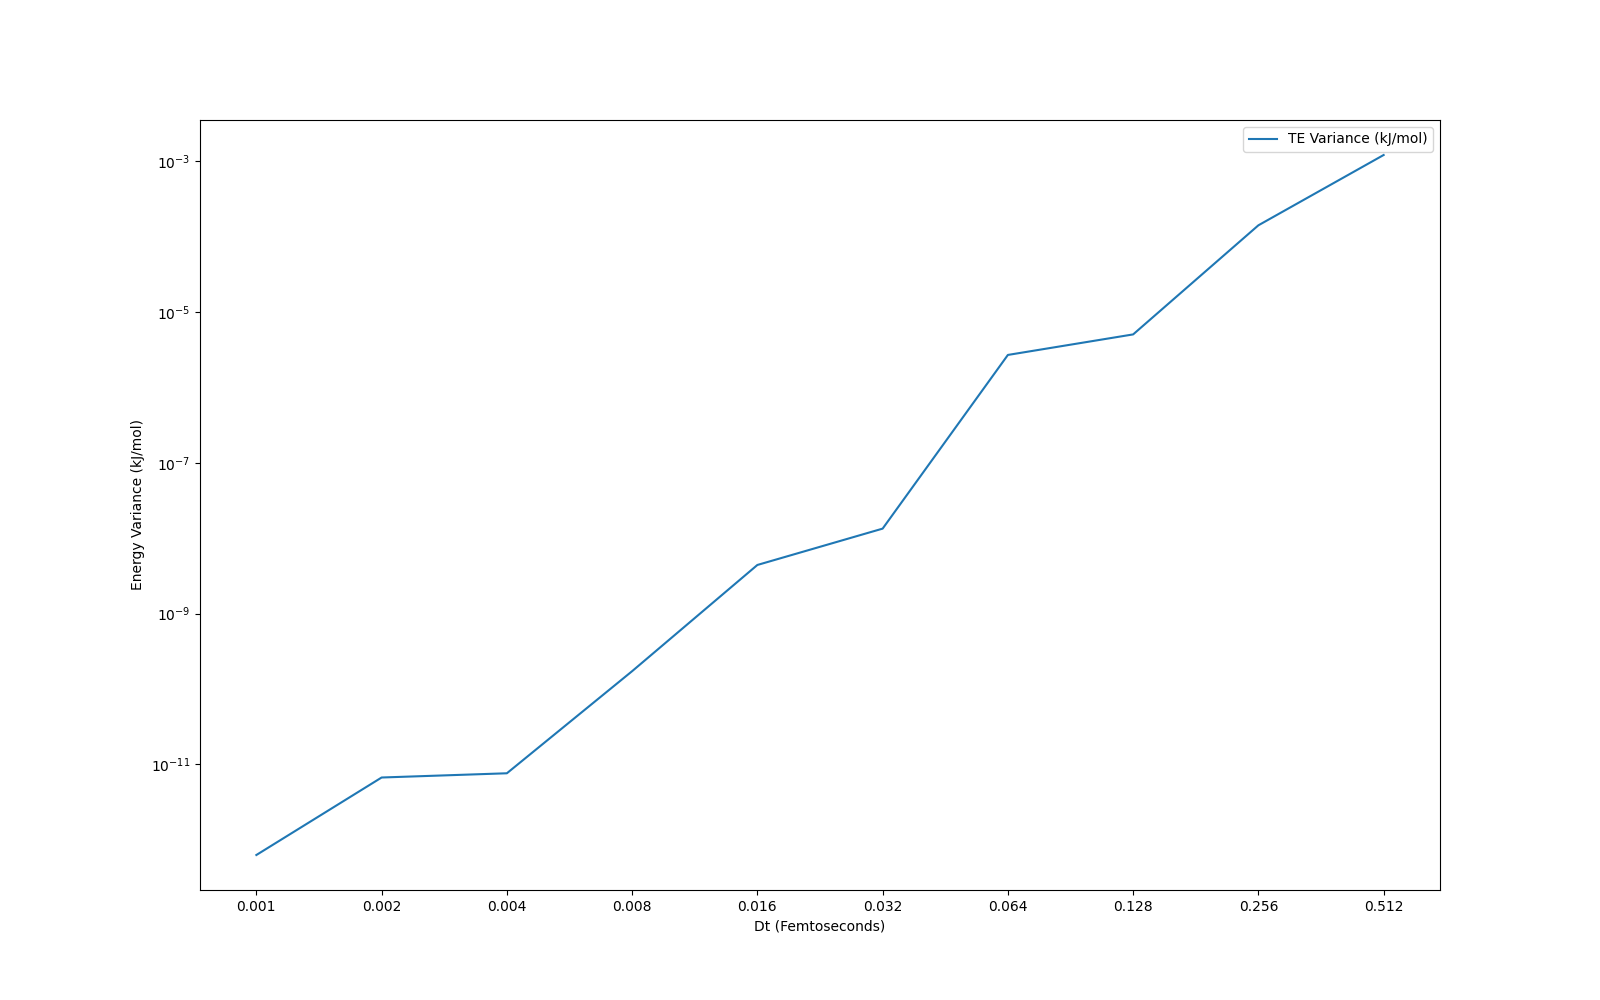 TE Variance (kJ/mol)
10⁻³
10⁻⁵
10⁻⁷
10⁻⁹
10⁻¹¹
Energy Variance (kJ/mol)
0.001 0.002 0.004 0.008 0.016 0.032 0.064 0.128 0.256 0.512
Dt (Femtoseconds)